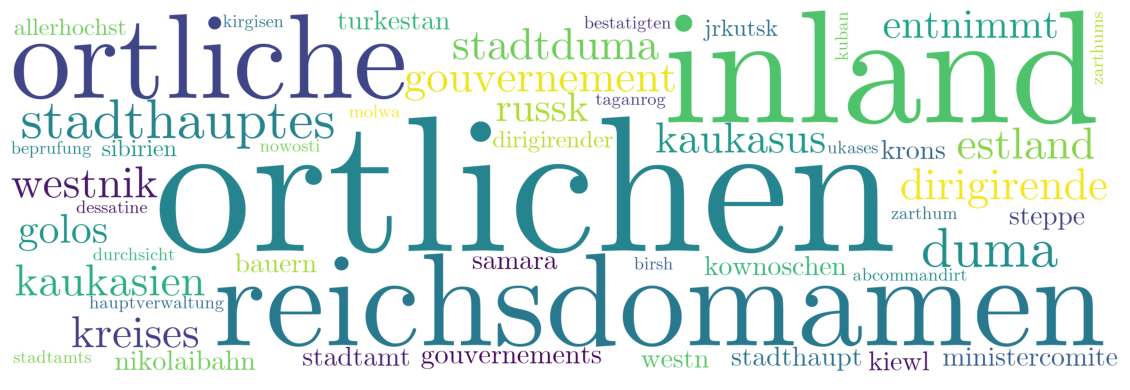 allerhochst
kirgisen
turkestan
bestatigten
jrkutsk
entnimmt
kuban
zarthums
ortliche
inland
stadtduma
gouvernement
stadthauptes
molwa
russk
taganrog
beprufung
sibirien
nowosti
dirigirender
kaukasus
ukases
krons
estland
westnik
ortlichen
dirigirende
dessatine
zarthum
steppe
golos
durchsicht
bauern
samara
birsh
kownoschen
duma
abcommandirt
kaukasien
hauptverwaltung
reichsdomamen
kreises
stadtamts
nikolaibahn
stadtamt
gouvernements
westn
stadthaupt
kiewl
ministercomite